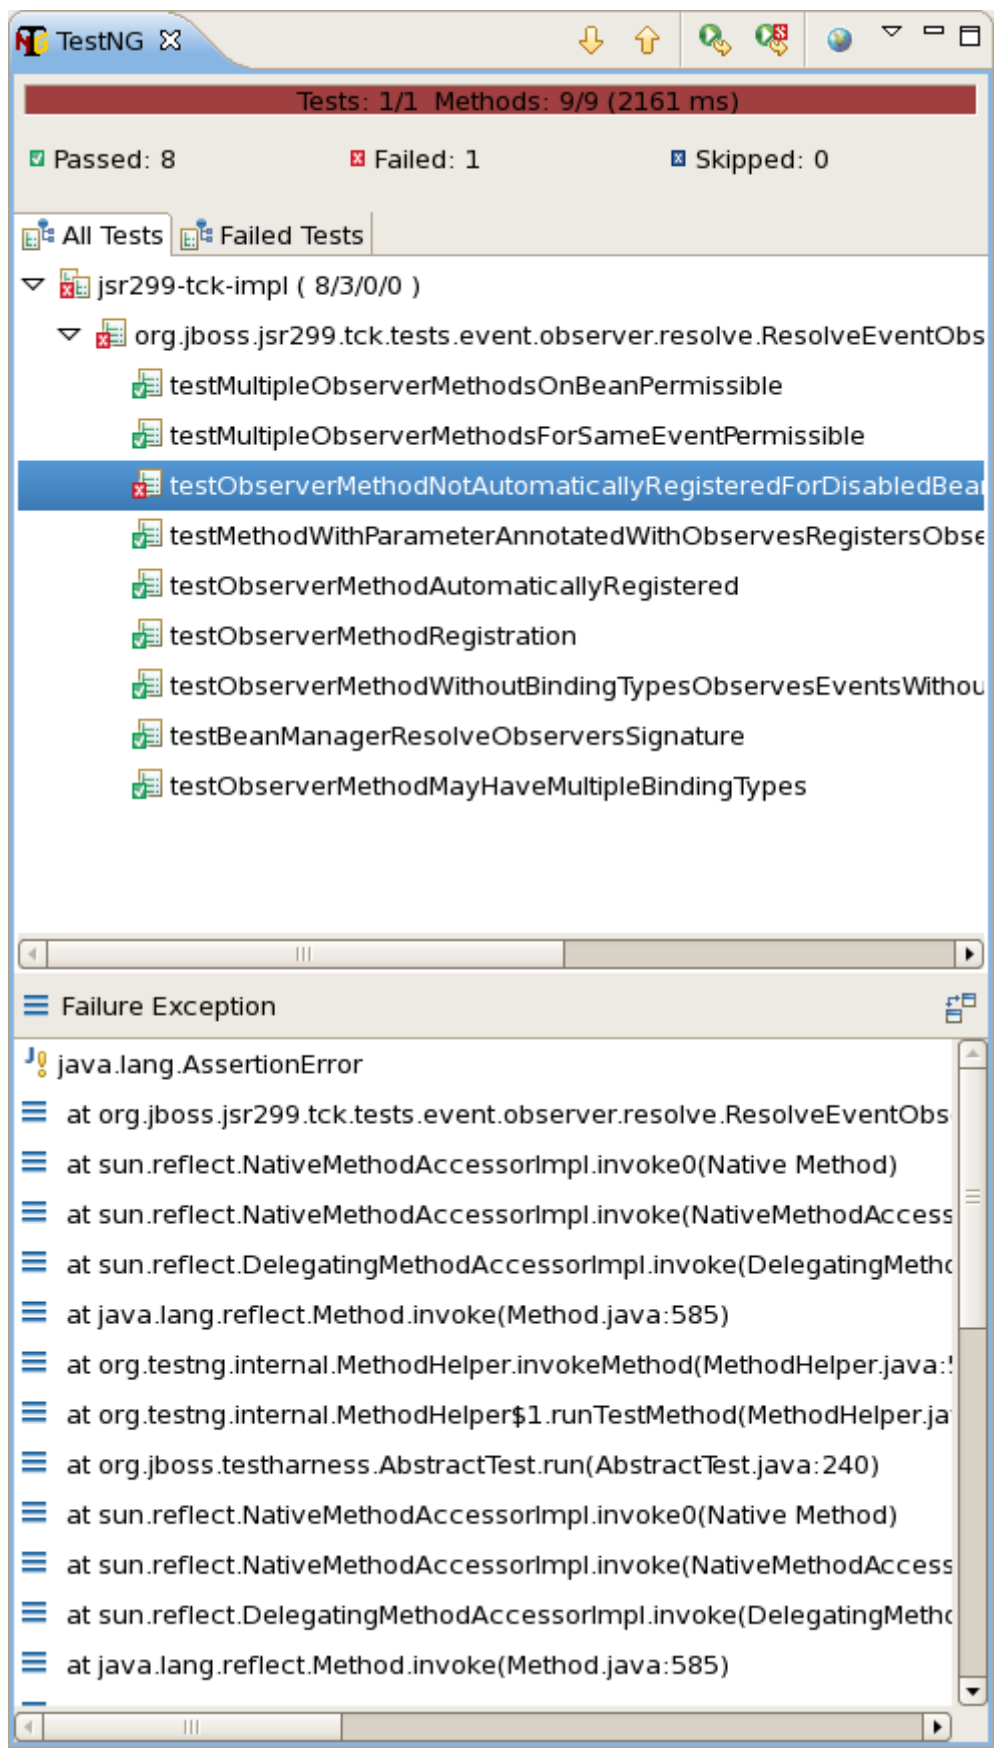 TestNG
Tests: 1/1 Methods: 9/9 (2161 ms)
Passed: 8 Failed: 1 Skipped: 0
All Tests Failed Tests
jsr299-tck-impl ( 8/3/0/0 )
org.jboss.jsr299.tck.tests.event.observer.resolve.ResolveEventObs
testMultipleObserverMethodsOnBeanPermissible
testMultipleObserverMethodsForSameEventPermissible
testObserverMethodNotAutomaticallyRegisteredForDisabledBea
testMethodWithParameterAnnotatedWithObservesRegistersObse
testObserverMethodAutomaticallyRegistered
testObserverMethodRegistration
testObserverMethodWithoutBindingTypesObservesEventsWithou
testBeanManagerResolveObserversSignature
testObserverMethodMayHaveMultipleBindingTypes
Failure Exception
java.lang.AssertionError
at org.jboss.jsr299.tck.tests.event.observer.resolve.ResolveEventObs
at sun.reflect.NativeMethodAccessorImpl.invoke0(Native Method)
at sun.reflect.NativeMethodAccessorImpl.invoke(NativeMethodAccess
at sun.reflect.DelegatingMethodAccessorImpl.invoke(DelegatingMetho
at java.lang.reflect.Method.invoke(Method.java:585)
at org.testng.internal.MethodHelper.invokeMethod(MethodHelper.java:5
at org.testng.internal.MethodHelper$1.runTestMethod(MethodHelper.ja
at org.jboss.testharness.AbstractTest.run(AbstractTest.java:240)
at sun.reflect.NativeMethodAccessorImpl.invoke0(Native Method)
at sun.reflect.NativeMethodAccessorImpl.invoke(NativeMethodAccess
at sun.reflect.DelegatingMethodAccessorImpl.invoke(DelegatingMetho
at java.lang.reflect.Method.invoke(Method.java:585)